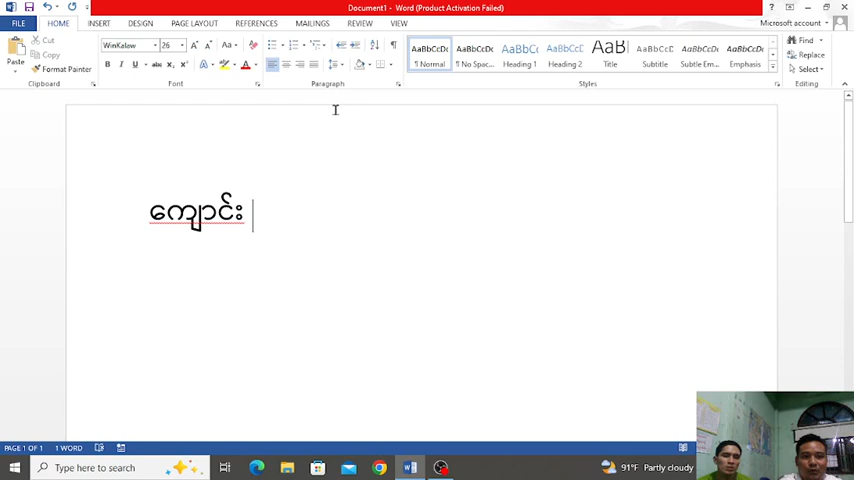 Document1 - Word (Product Activation Failed)
FILE HOME INSERT DESIGN PAGE LAYOUT REFERENCES MAILINGS REVIEW VIEW Microsoft account
Cut
Copy
Format Painter
Paste
Clipboard
WinKalaw 26
Font
Paragraph
AaBbCcDc AaBbCcDc AaBbCc AaBbCcDc AaB AaBbCcD AaBbCcDc AaBbCcDc
¶ Normal ¶ No Spac... Heading 1 Heading 2 Title Subtitle Subtle Em... Emphasis
Styles
Find
Replace
Select
Editing
ကျောင်း
PAGE 1 OF 1 1 WORD
Type here to search
91°F Partly cloudy